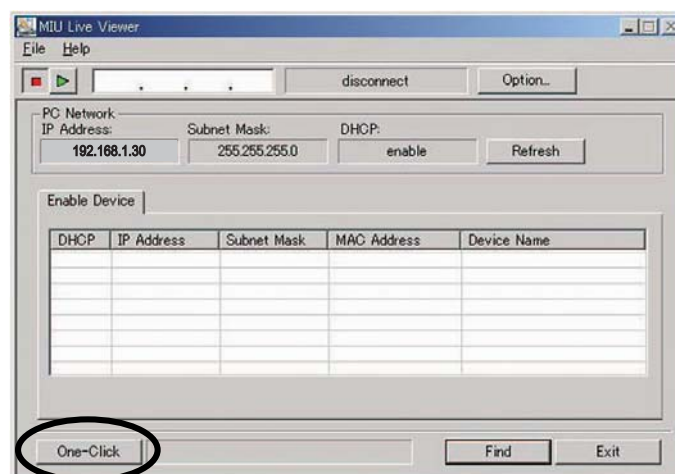 MIU Live Viewer
File Help
. . . disconnect Option...
PC Network
IP Address: Subnet Mask: DHCP:
192.168.1.30 255.255.255.0 enable Refresh
Enable Device
DHCP IP Address Subnet Mask MAC Address Device Name
One-Click Find Exit